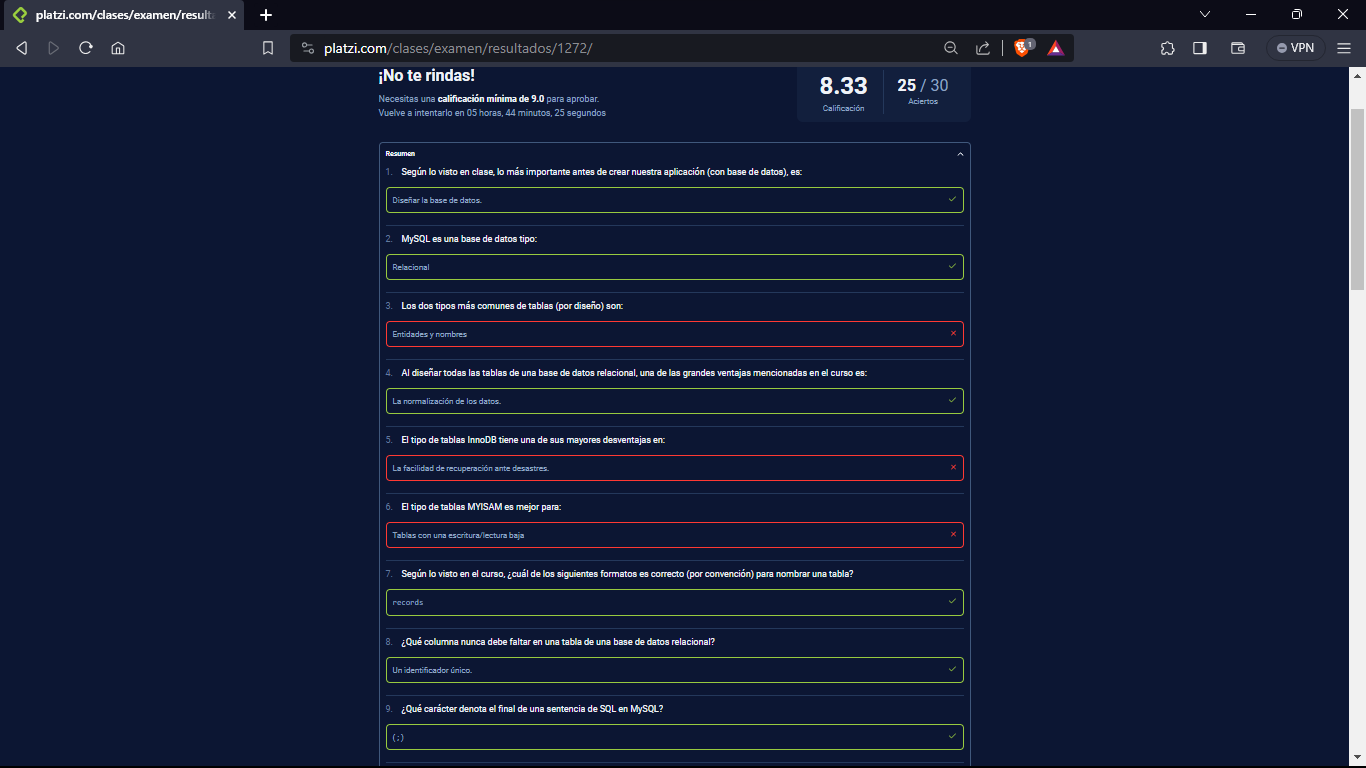 platzi.com/clases/examen/result
platzi.com/clases/examen/resultados/1272/
1
VPN
¡No te rindas!
Necesitas una calificación mínima de 9.0 para aprobar.
Vuelve a intentarlo en 05 horas, 44 minutos, 25 segundos
8.33
Calificación
25 / 30
Aciertos
Resumen
1. Según lo visto en clase, lo más importante antes de crear nuestra aplicación (con base de datos), es:
Diseñar la base de datos.
2. MySQL es una base de datos tipo:
Relacional
3. Los dos tipos más comunes de tablas (por diseño) son:
Entidades y nombres
4. Al diseñar todas las tablas de una base de datos relacional, una de las grandes ventajas mencionadas en el curso es:
La normalización de los datos.
5. El tipo de tablas InnoDB tiene una de sus mayores desventajas en:
La facilidad de recuperación ante desastres.
6. El tipo de tablas MYISAM es mejor para:
Tablas con una escritura/lectura baja
7. Según lo visto en el curso, ¿cuál de los siguientes formatos es correcto (por convención) para nombrar una tabla?
records
8. ¿Qué columna nunca debe faltar en una tabla de una base de datos relacional?
Un identificador único.
9. ¿Qué carácter denota el final de una sentencia de SQL en MySQL?
(;)